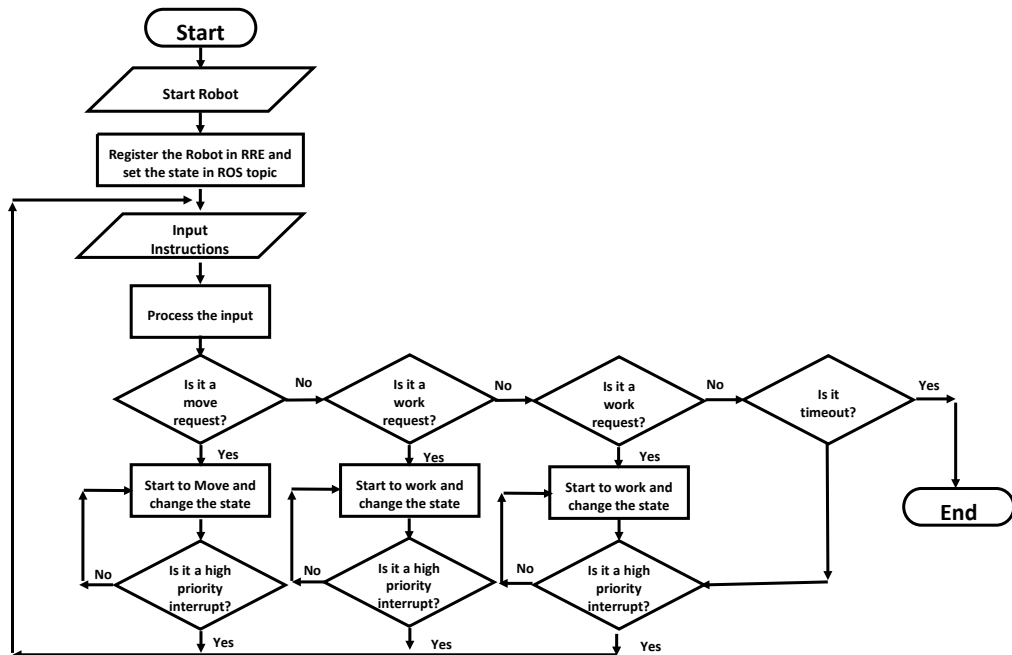 Start
Start Robot
Register the Robot in RRE and
set the state in ROS topic
Input
Instructions
Process the input
Is it a
move
request?
No
Is it a
work
request?
No
Is it a
work
request?
No
Is it
timeout?
Yes
Yes
Yes
Yes
Start to Move and
change the state
Start to work and
change the state
Start to work and
change the state
End
Is it a high
priority
interrupt?
No
Is it a high
priority
interrupt?
No
Is it a high
priority
interrupt?
No
Yes
Yes
Yes